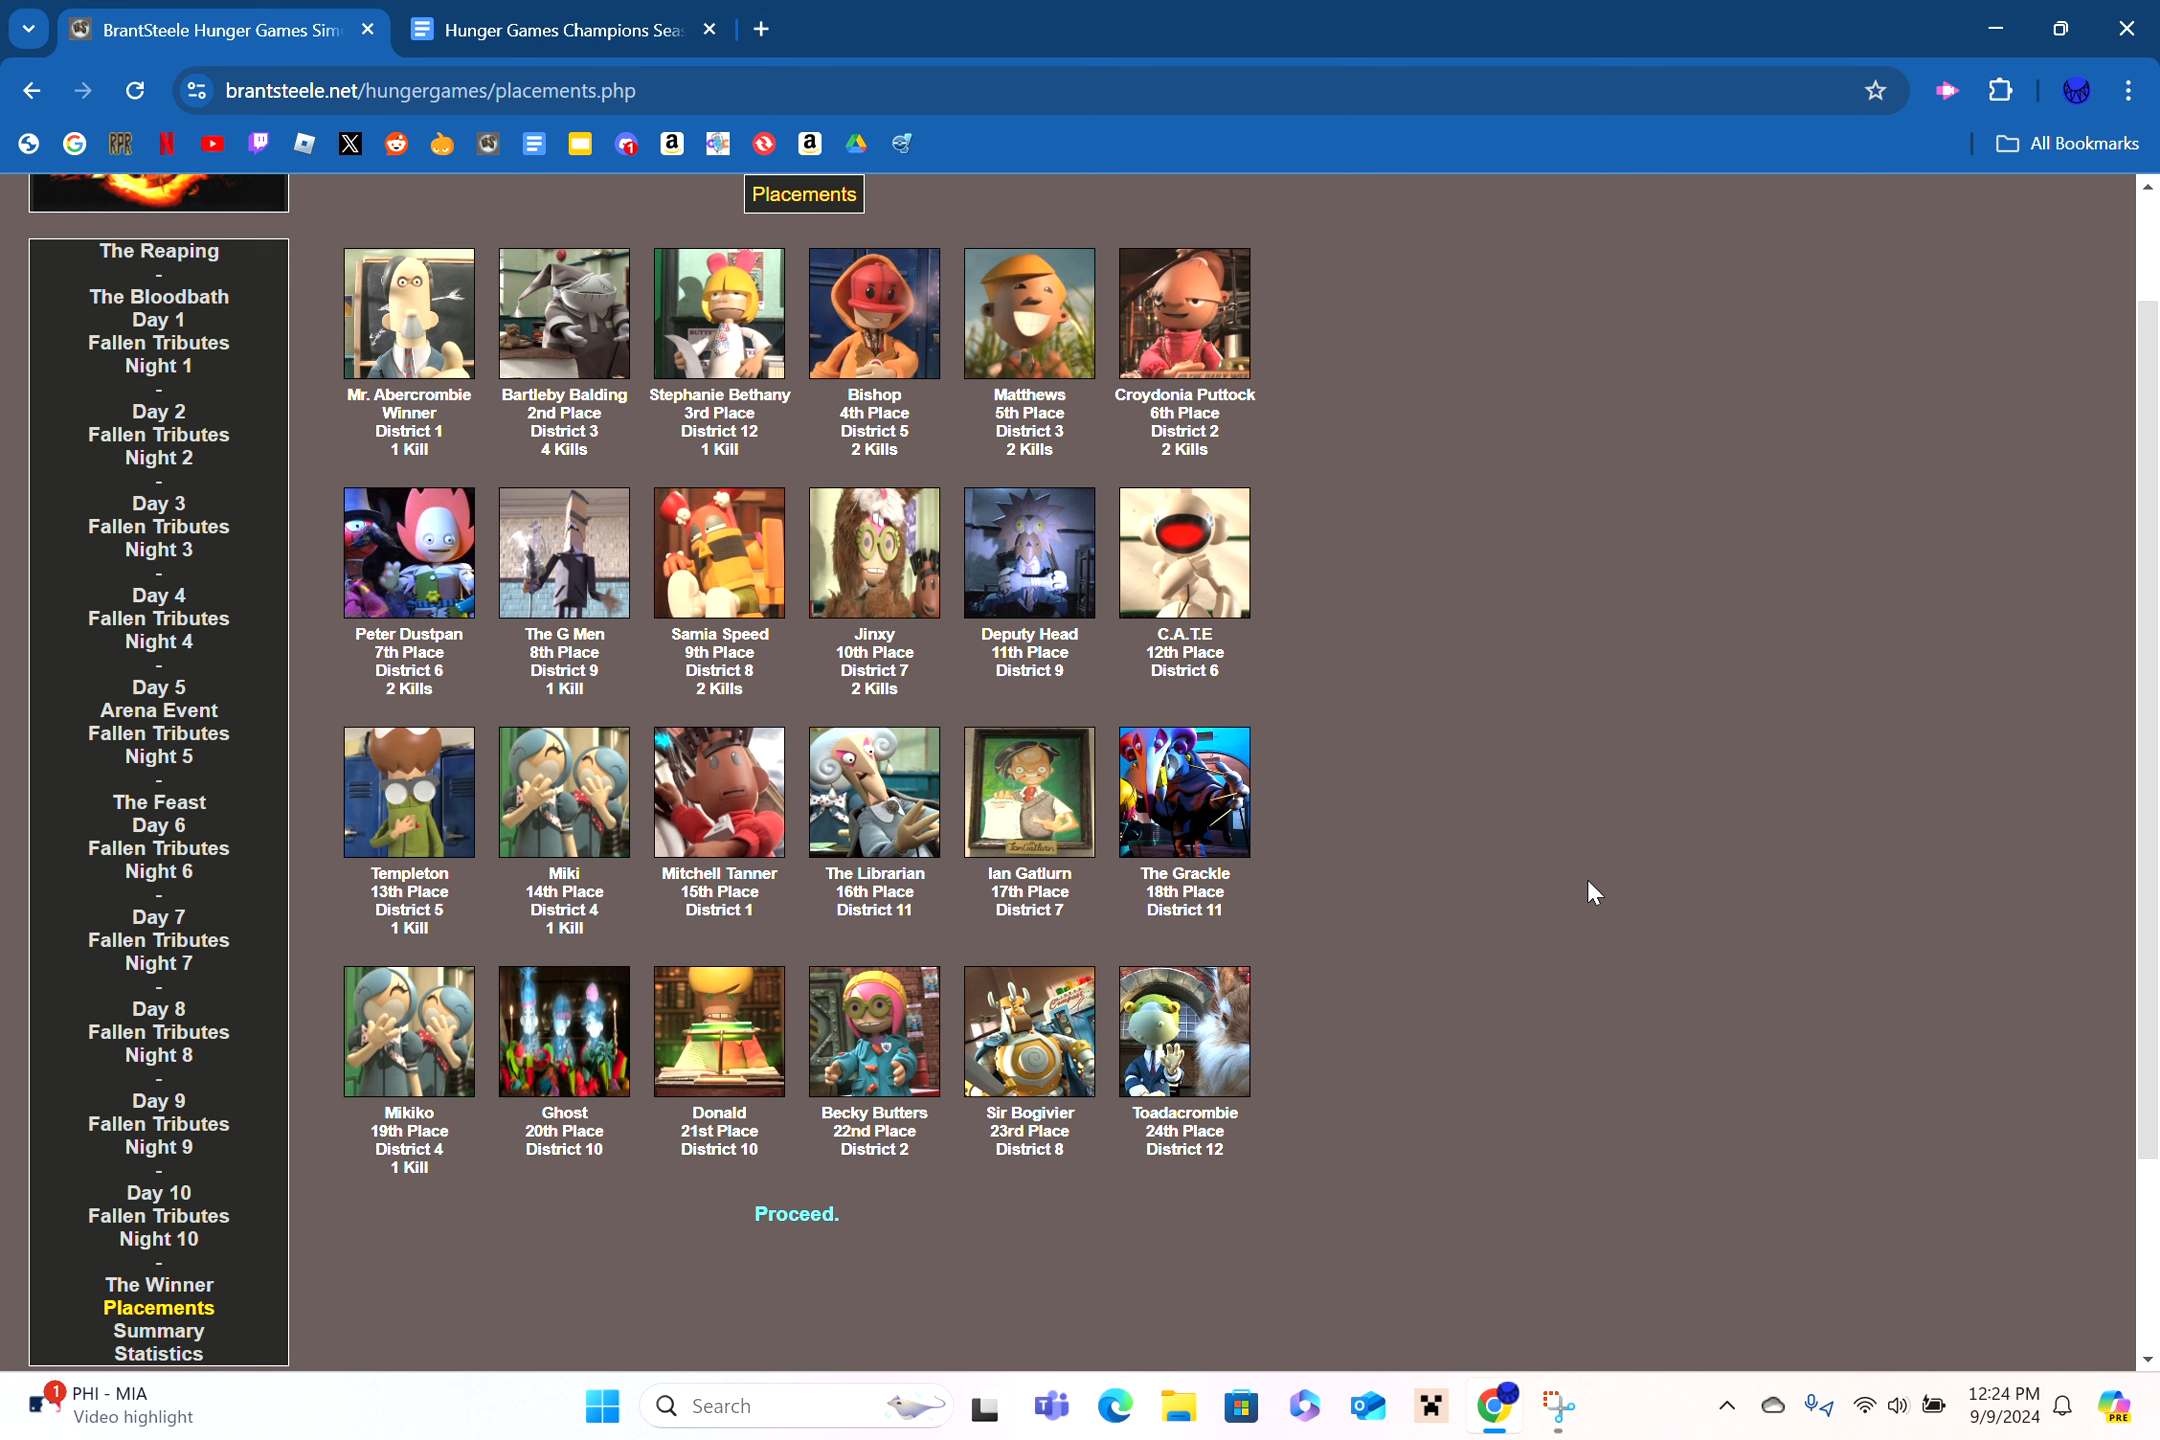 BrantSteele Hunger Games Sim
Hunger Games Champions Sea
brantsteele.net/hungergames/placements.php
All Bookmarks
Placements
The Reaping
-
The Bloodbath
Day 1
Fallen Tributes
Night 1
-
Day 2
Fallen Tributes
Night 2
-
Day 3
Fallen Tributes
Night 3
-
Day 4
Fallen Tributes
Night 4
-
Day 5
Arena Event
Fallen Tributes
Night 5
-
The Feast
Day 6
Fallen Tributes
Night 6
-
Day 7
Fallen Tributes
Night 7
-
Day 8
Fallen Tributes
Night 8
-
Day 9
Fallen Tributes
Night 9
-
Day 10
Fallen Tributes
Night 10
-
The Winner
Placements
Summary
Statistics
Mr. Abercrombie
Winner
District 1
1 Kill
Bartleby Balding
2nd Place
District 3
4 Kills
Stephanie Bethany
3rd Place
District 12
1 Kill
Bishop
4th Place
District 5
2 Kills
Matthews
5th Place
District 3
2 Kills
Croydonia Puttock
6th Place
District 2
2 Kills
Peter Dustpan
7th Place
District 6
2 Kills
The G Men
8th Place
District 9
1 Kill
Samia Speed
9th Place
District 8
2 Kills
Jinxy
10th Place
District 7
2 Kills
Deputy Head
11th Place
District 9
C.A.T.E
12th Place
District 6
Templeton
13th Place
District 5
1 Kill
Miki
14th Place
District 4
1 Kill
Mitchell Tanner
15th Place
District 1
The Librarian
16th Place
District 11
Ian Gatlurn
17th Place
District 7
The Grackle
18th Place
District 11
Mikiko
19th Place
District 4
1 Kill
Ghost
20th Place
District 10
Donald
21st Place
District 10
Becky Butters
22nd Place
District 2
Sir Bogivier
23rd Place
District 8
Toadacrombie
24th Place
District 12
Proceed.
1
PHI - MIA
Video highlight
Search
12:24 PM
9/9/2024
PRE